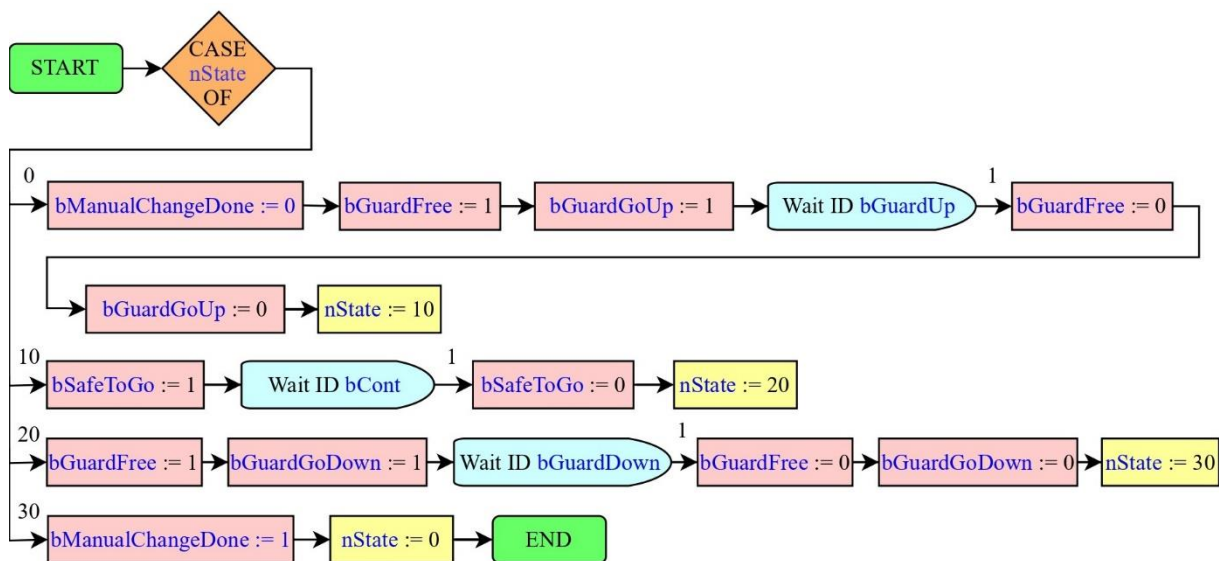 START
CASE
nState
OF
0
bManualChangeDone := 0
bGuardFree := 1
bGuardGoUp := 1
Wait ID bGuardUp
1
bGuardFree := 0
bGuardGoUp := 0
nState := 10
10
bSafeToGo := 1
Wait ID bCont
1
bSafeToGo := 0
nState := 20
20
bGuardFree := 1
bGuardGoDown := 1
Wait ID bGuardDown
1
bGuardFree := 0
bGuardGoDown := 0
nState := 30
30
bManualChangeDone := 1
nState := 0
END